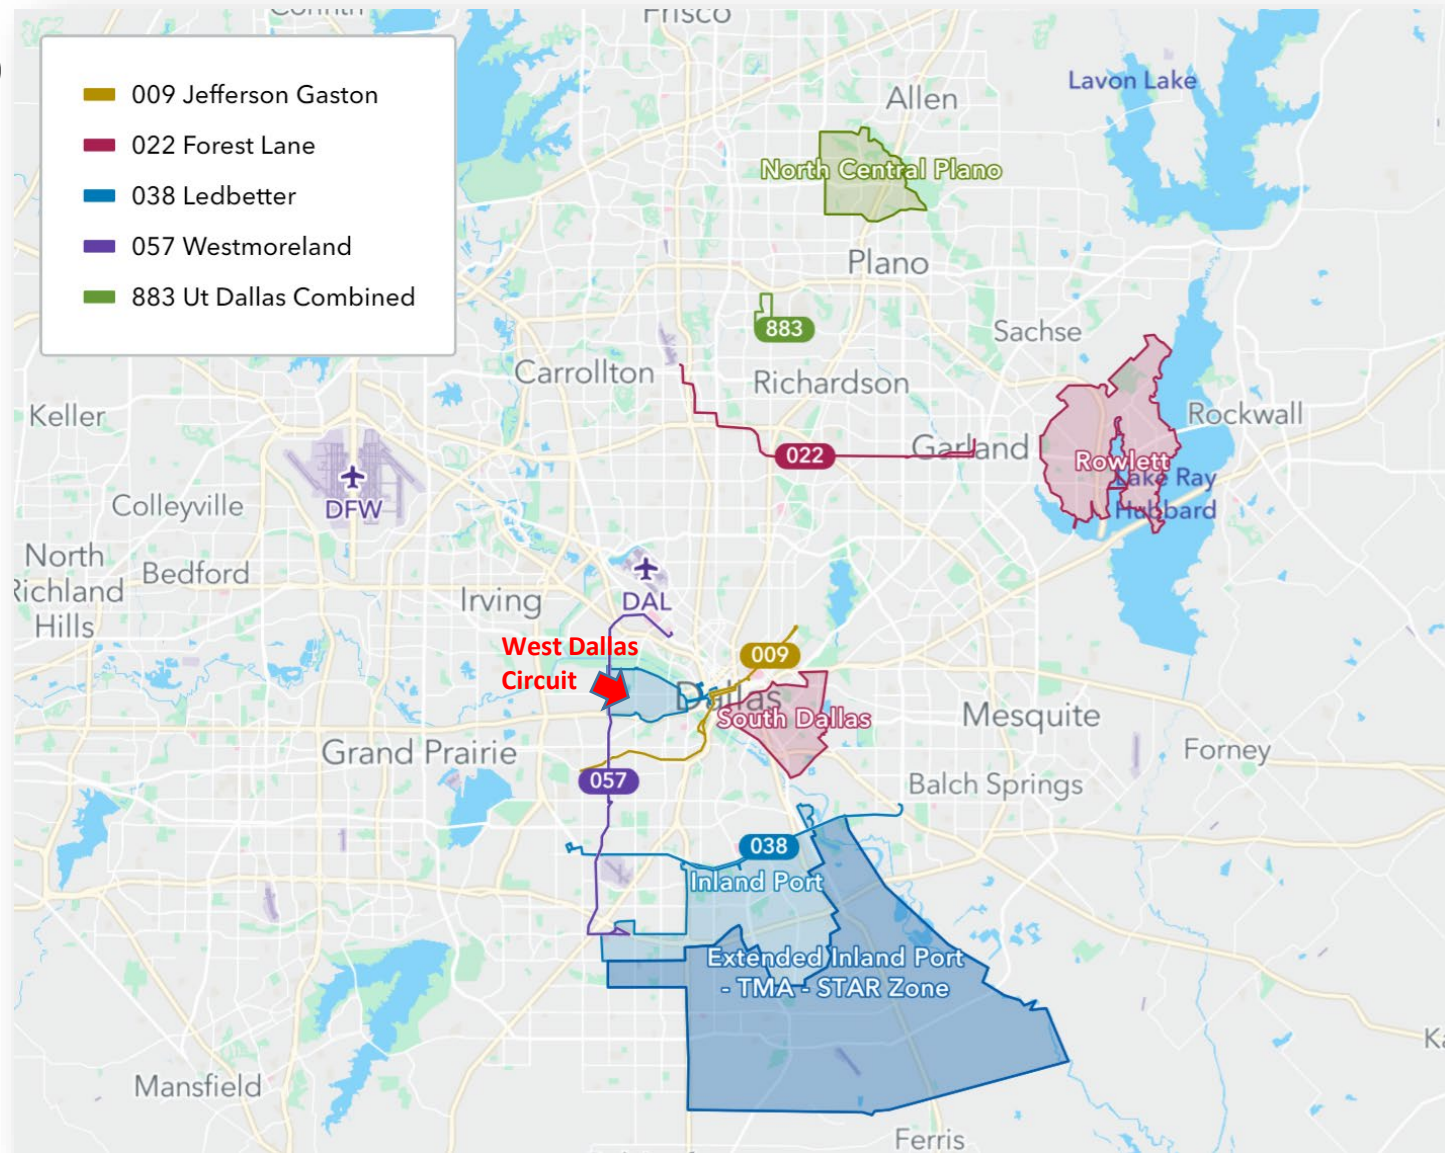 Corinth
Frisco
)
009 Jefferson Gaston
022 Forest Lane
038 Ledbetter
057 Westmoreland
883 Ut Dallas Combined
Lavon Lake
Allen
North Central Plano
Plano
883
Sachse
Carrollton
Richardson
Keller
Rockwall
Garland
022
Rowlett
Lake Ray
Hubbard
Colleyville
DFW
North
Richland
Hills
Bedford
Irving
DAL
West Dallas
Circuit
009
Dallas
South Dallas
Mesquite
Grand Prairie
Forney
057
Balch Springs
038
Inland Port
Extended Inland Port
- TMA - STAR Zone
Ka
Mansfield
Ferris